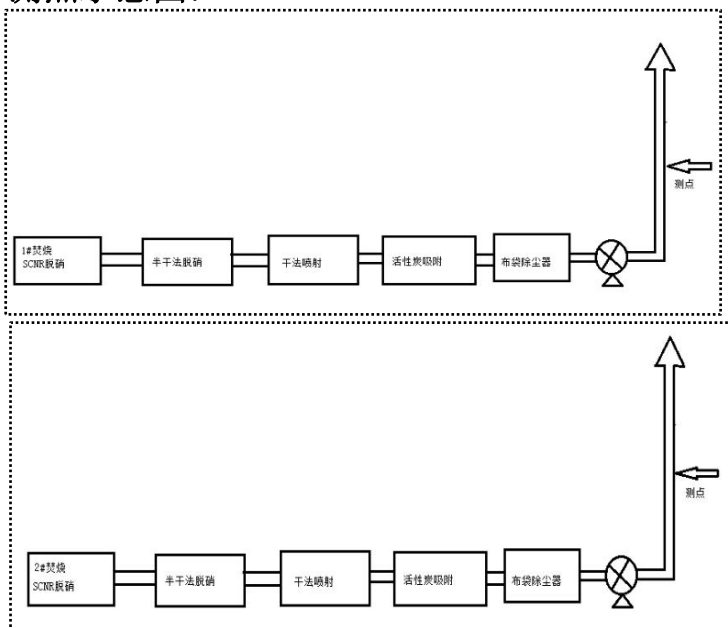 测点
1#焚烧
SCNR脱硝
半干法脱硝
干法喷射
活性炭吸附
布袋除尘器
测点
2#焚烧
SCNR脱硝
半干法脱硝
干法喷射
活性炭吸附
布袋除尘器